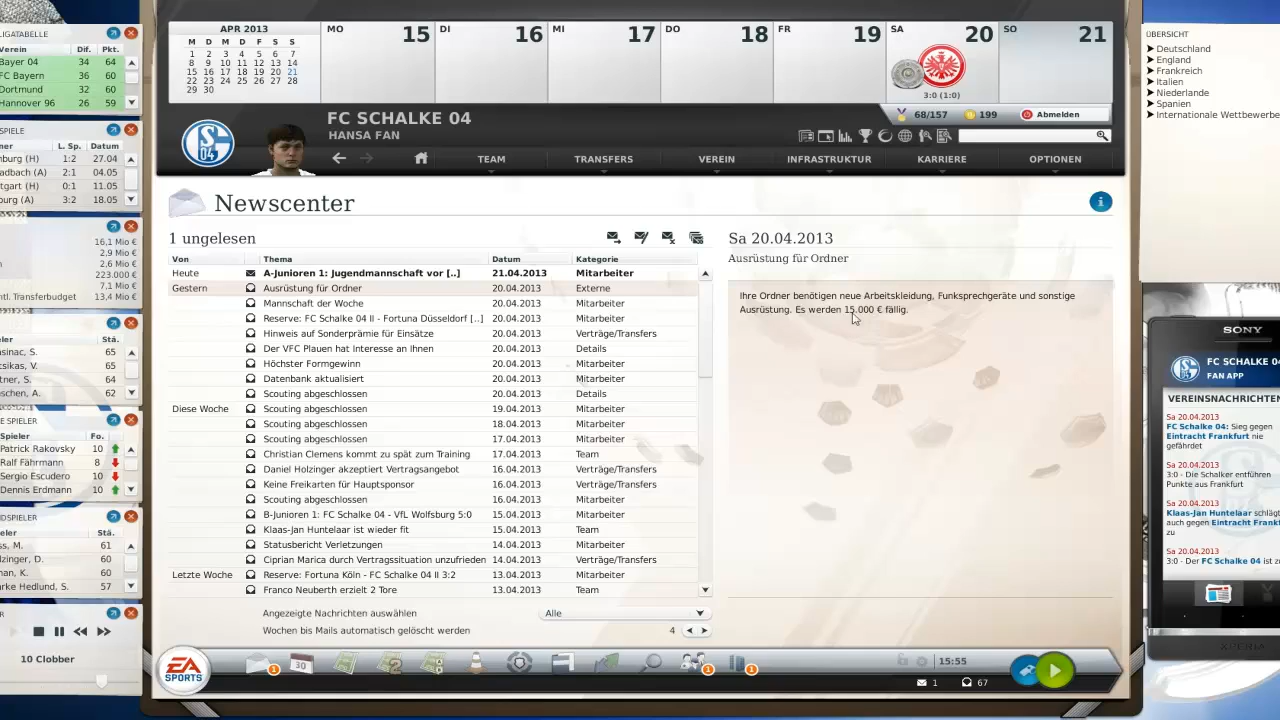 LIGATABELLE
Verein Dif. Pkt.
Bayer 04 34 64
FC Bayern 36 60
Dortmund 32 60
Hannover 96 26 59
SPIELE
L. Sp. Datum
1:2 27.04
2:1 04.05
0:1 11.05
3:2 18.05
16,1 Mio €
2,9 Mio €
2,6 Mio €
223.000 €
7,1 Mio €
ntl. Transferbudget 13,4 Mio €
Stä.
65
65
64
62
E SPIELER
Spieler Fo.
Patrick Rakovsky 10
Ralf Fährmann 8
Sergio Escudero 10
Dennis Erdmann 10
DSPIELER
Stä.
61
60
60
57
10 Clobber
APR 2013
M D M D F S S
1 2 3 4 5 6 7
8 9 10 11 12 13 14
15 16 17 18 19 20 21
22 23 24 25 26 27 28
29 30
MO 15 DI 16 MI 17 DO 18 FR 19 SA 20 SO 21
3:0 (1:0)
FC SCHALKE 04
HANSA FAN
68/157 199 Abmelden
TEAM TRANSFERS VEREIN INFRASTRUKTUR KARRIERE OPTIONEN
Newscenter
1 ungelesen
Von Thema Datum Kategorie
Heute A-Junioren 1: Jugendmannschaft vor [..] 21.04.2013 Mitarbeiter
Gestern Ausrüstung für Ordner 20.04.2013 Externe
Mannschaft der Woche 20.04.2013 Mitarbeiter
Reserve: FC Schalke 04 II - Fortuna Düsseldorf [..] 20.04.2013 Mitarbeiter
Hinweis auf Sonderprämie für Einsätze 20.04.2013 Verträge/Transfers
Der VFC Plauen hat Interesse an Ihnen 20.04.2013 Details
Höchster Formgewinn 20.04.2013 Mitarbeiter
Datenbank aktualisiert 20.04.2013 Mitarbeiter
Scouting abgeschlossen 20.04.2013 Details
Diese Woche Scouting abgeschlossen 19.04.2013 Mitarbeiter
Scouting abgeschlossen 18.04.2013 Mitarbeiter
Scouting abgeschlossen 17.04.2013 Mitarbeiter
Christian Clemens kommt zu spät zum Training 17.04.2013 Team
Daniel Holzinger akzeptiert Vertragsangebot 16.04.2013 Verträge/Transfers
Keine Freikarten für Hauptsponsor 16.04.2013 Verträge/Transfers
Scouting abgeschlossen 16.04.2013 Mitarbeiter
B-Junioren 1: FC Schalke 04 - VfL Wolfsburg 5:0 15.04.2013 Mitarbeiter
Klaas-Jan Huntelaar ist wieder fit 15.04.2013 Team
Statusbericht Verletzungen 14.04.2013 Mitarbeiter
Ciprian Marica durch Vertragssituation unzufrieden 14.04.2013 Verträge/Transfers
Letzte Woche Reserve: Fortuna Köln - FC Schalke 04 II 3:2 13.04.2013 Mitarbeiter
Franco Neuberth erzielt 2 Tore 13.04.2013 Team
Angezeigte Nachrichten auswählen Alle
Wochen bis Mails automatisch gelöscht werden 4
Sa 20.04.2013
Ausrüstung für Ordner
Ihre Ordner benötigen neue Arbeitskleidung, Funksprechgeräte und sonstige
Ausrüstung. Es werden 15.000 € fällig.
EA
SPORTS
1 30 2 1 1
15:55
1 67
ÜBERSICHT
Deutschland
England
Frankreich
Italien
Niederlande
Spanien
Internationale Wettbewerbe
SONY
FC SCHALKE 04
FAN APP
VEREINSNACHRICHTEN
Sa 20.04.2013
FC Schalke 04: Sieg gegen
Eintracht Frankfurt nie
gefährdet
Sa 20.04.2013
3:0 - Die Schalker entführen
Punkte aus Frankfurt
Sa 20.04.2013
Klaas-Jan Huntelaar schlägt
auch gegen Eintracht Frankf
zu
Sa 20.04.2013
3:0 - Der FC Schalke 04 ist z
XPERIA